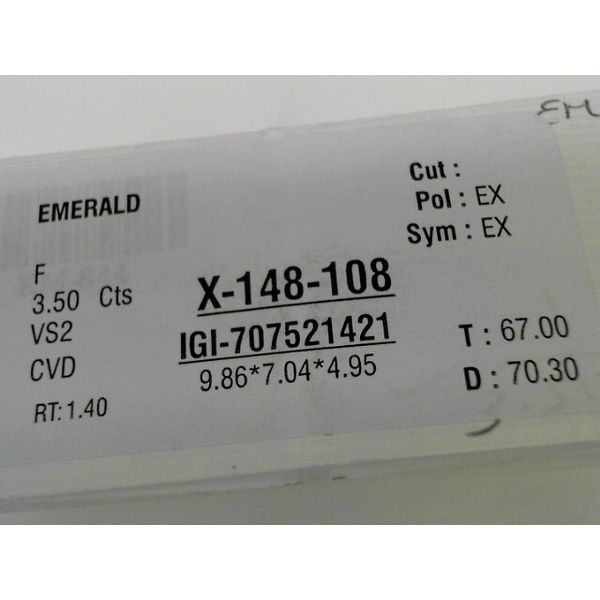 EM
Cut :
EMERALD
Pol : EX
Sym : EX
F
3.50 Cts
X-148-108
VS2
IGI-707521421
T : 67.00
CVD
9.86*7.04*4.95
D : 70.30
RT: 1.40